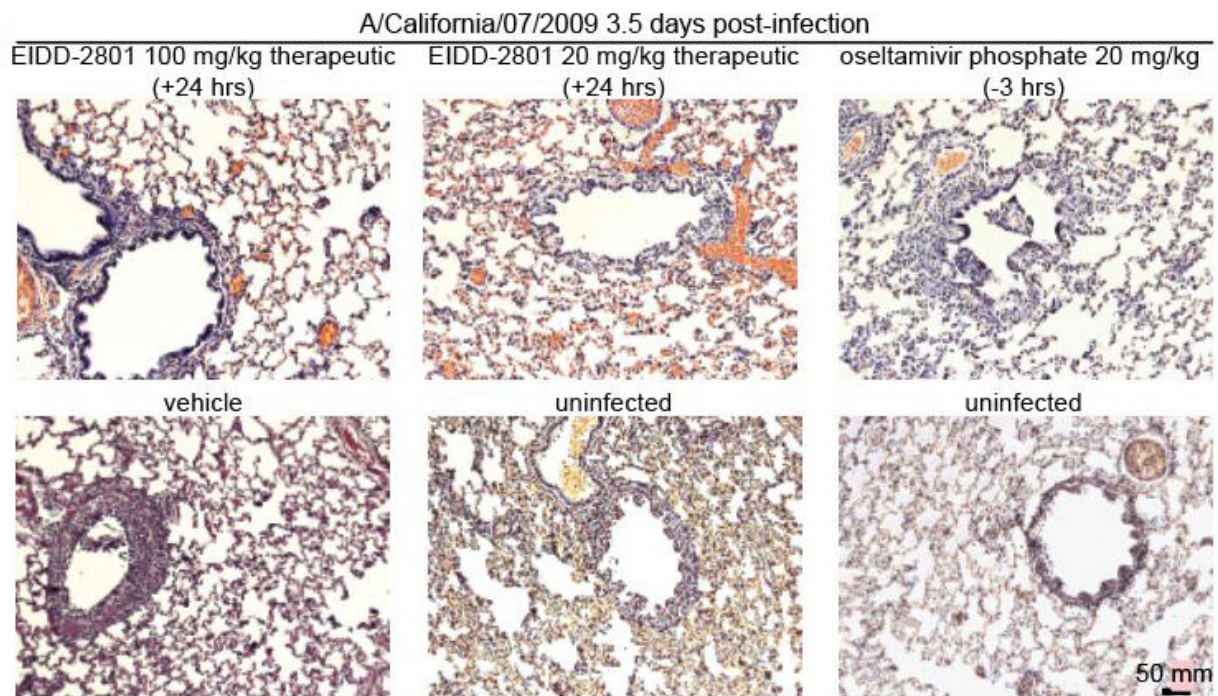 A/California/07/2009 3.5 days post-infection
EIDD-2801 100 mg/kg therapeutic
(+24 hrs)
EIDD-2801 20 mg/kg therapeutic
(+24 hrs)
oseltamivir phosphate 20 mg/kg
(-3 hrs)
vehicle
uninfected
uninfected
50 mm